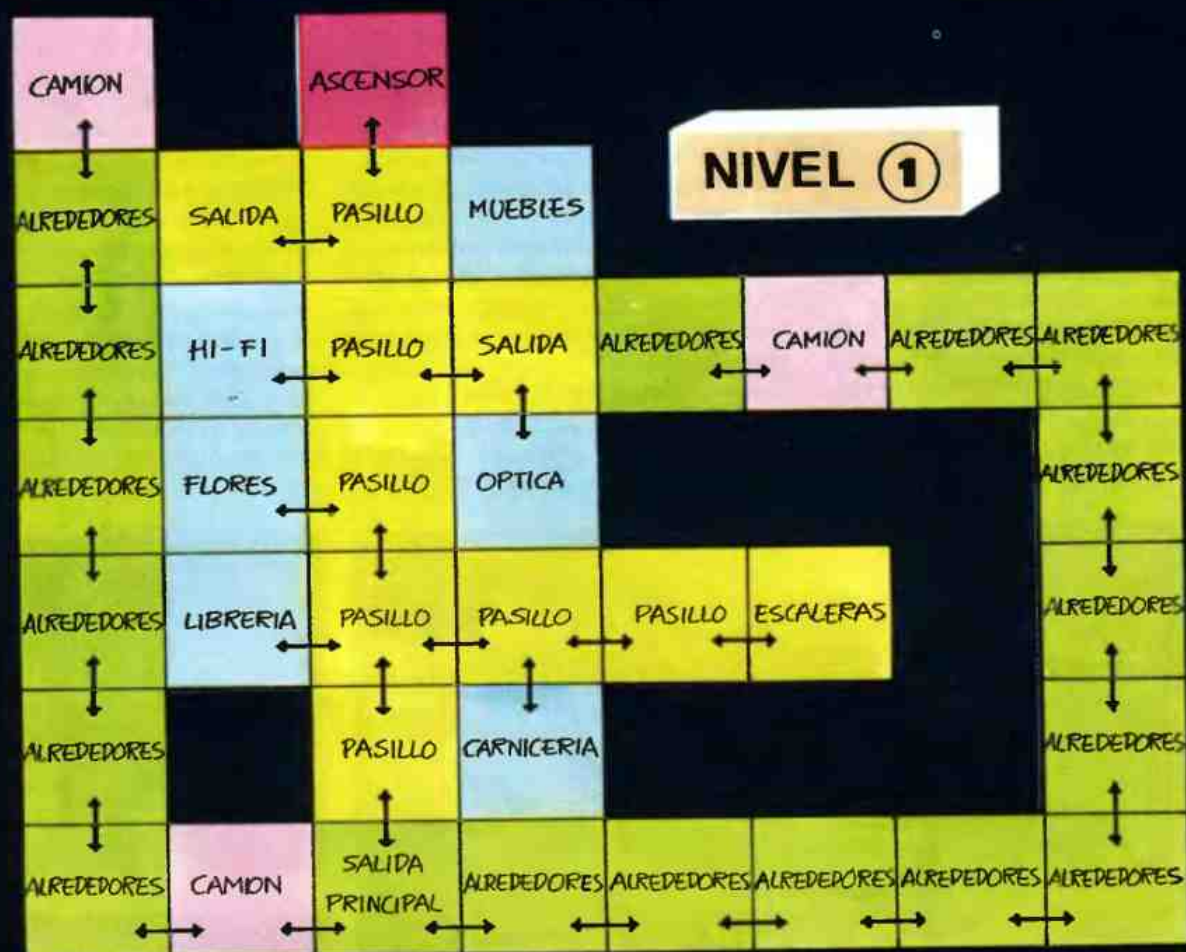 CAMION
ASCENSOR
NIVEL 1
ALREDEDORES
SALIDA
PASILLO
MUEBLES
ALREDEDORES
HI-FI
PASILLO
SALIDA
ALREDEDORES
CAMION
ALREDEDORES
ALREDEDORES
ALREDEDORES
FLORES
PASILLO
OPTICA
ALREDEDORES
ALREDEDORES
LIBRERIA
PASILLO
PASILLO
PASILLO
ESCALERAS
ALREDEDORES
ALREDEDORES
PASILLO
CARNICERIA
ALREDEDORES
ALREDEDORES
CAMION
SALIDA
PRINCIPAL
ALREDEDORES
ALREDEDORES
ALREDEDORES
ALREDEDORES
ALREDEDORES